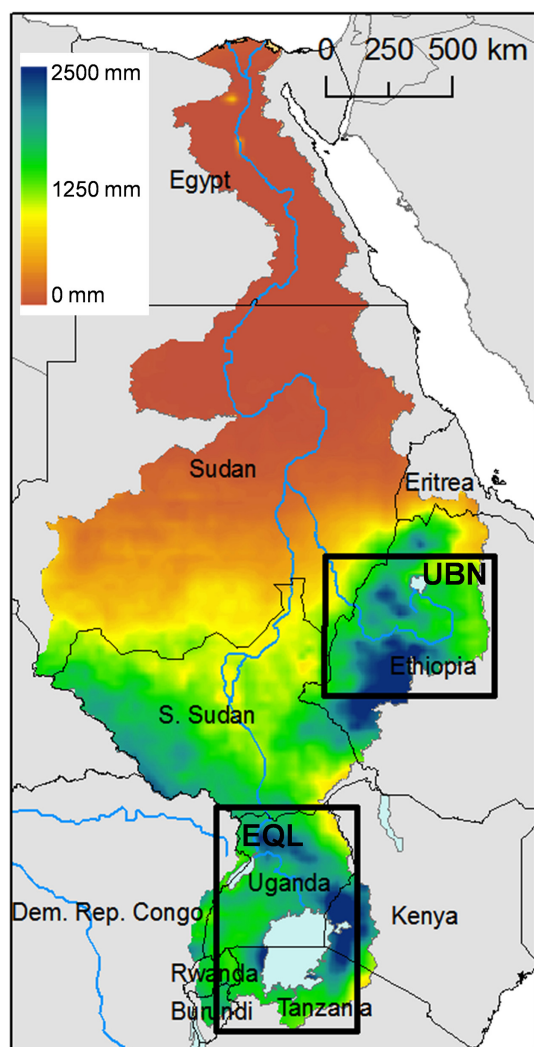 0 250 500 km
2500 mm
1250 mm
0 mm
Egypt
Sudan
Eritrea
UBN
Ethiopia
S. Sudan
EQL
Uganda
Dem. Rep. Congo
Kenya
Rwanda
Burundi
Tanzania